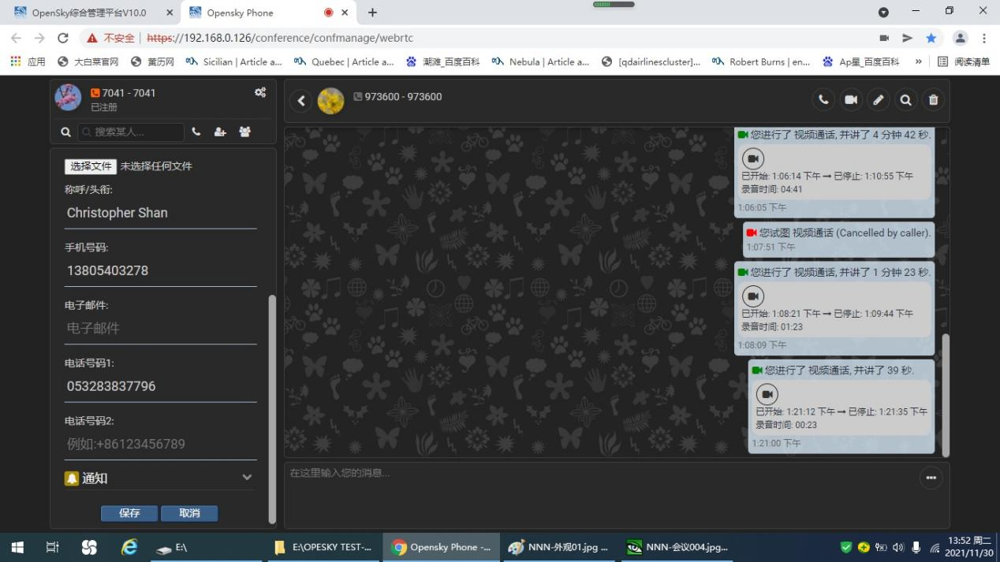 OpenSky综合管理平台V10.0
Opensky Phone
不安全
https://192.168.0.126/conference/confmanage/webrtc
应用
大白菜官网
黄历网
Sicilian | Article a...
Quebec | Article a...
潮滩_百度百科
Nebula | Article a...
[qdairlinescluster]...
Robert Burns | en...
Ap星_百度百科
»
阅读清单
7041 - 7041
已注册
搜索某人...
选择文件 未选择任何文件
称呼/头衔:
Christopher Shan
手机号码:
13805403278
电子邮件:
电子邮件
电话号码1:
053283837796
电话号码2:
例如:+86123456789
通知
保存
取消
973600 - 973600
您进行了 视频通话, 并讲了 4 分钟 42 秒.
已开始: 1:06:14 下午 → 已停止: 1:10:55 下午
录音时间: 04:41
1:06:05 下午
您试图 视频通话 (Cancelled by caller).
1:07:51 下午
您进行了 视频通话, 并讲了 1 分钟 23 秒.
已开始: 1:08:21 下午 → 已停止: 1:09:44 下午
录音时间: 01:23
1:08:09 下午
您进行了 视频通话, 并讲了 39 秒.
已开始: 1:21:12 下午 → 已停止: 1:21:35 下午
录音时间: 00:23
1:21:00 下午
在这里输入您的消息...
E:\
E:\OPESKY TEST-...
Opensky Phone -...
NNN-外观01.jpg ...
NNN-会议004.jpg...
13:52 周二
2021/11/30